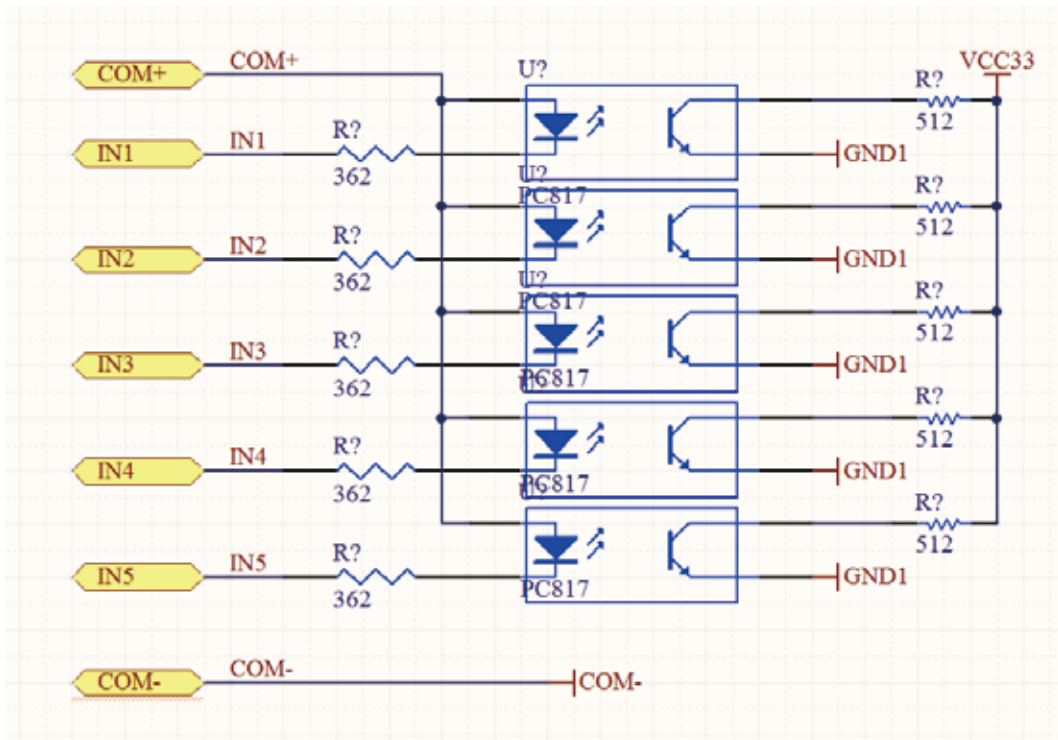 COM+ COM+ U? VCC33
R?
512
IN1 IN1 R? GND1
362
U?
PC817
R?
512
IN2 IN2 R? GND1
362
U?
PC817
R?
512
IN3 IN3 R? GND1
362
PC817
R?
512
IN4 IN4 R? GND1
362
PC817
R?
512
IN5 IN5 R? GND1
362
PC817
COM- COM- COM-